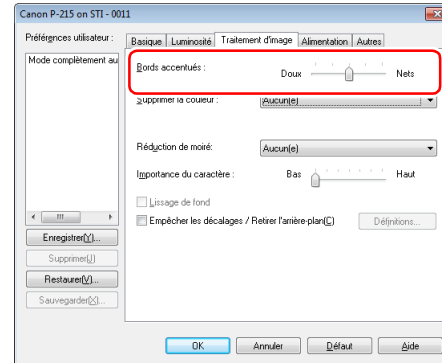 Canon P-215 on STI - 0011
Préférences utilisateur :
Mode complètement au
Enregistrer(Y)...
Supprimer(J)
Restaurer(V)...
Sauvegarder(X)...
Basique Luminosité Traitement d'image Alimentation Autres
Bords accentués : Doux Nets
Supprimer la couleur : Aucun(e)
Réduction de moiré: Aucun(e)
Importance du caractère : Bas Haut
Lissage de fond
Empêcher les décalages / Retirer l'arrière-plan(C) Définitions...
OK Annuler Défaut Aide